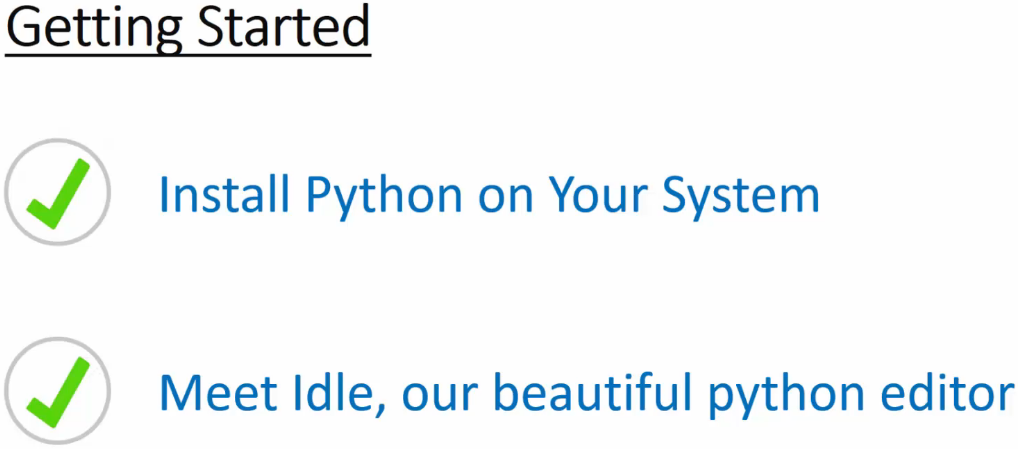 Getting Started
Install Python on Your System
Meet Idle, our beautiful python editor